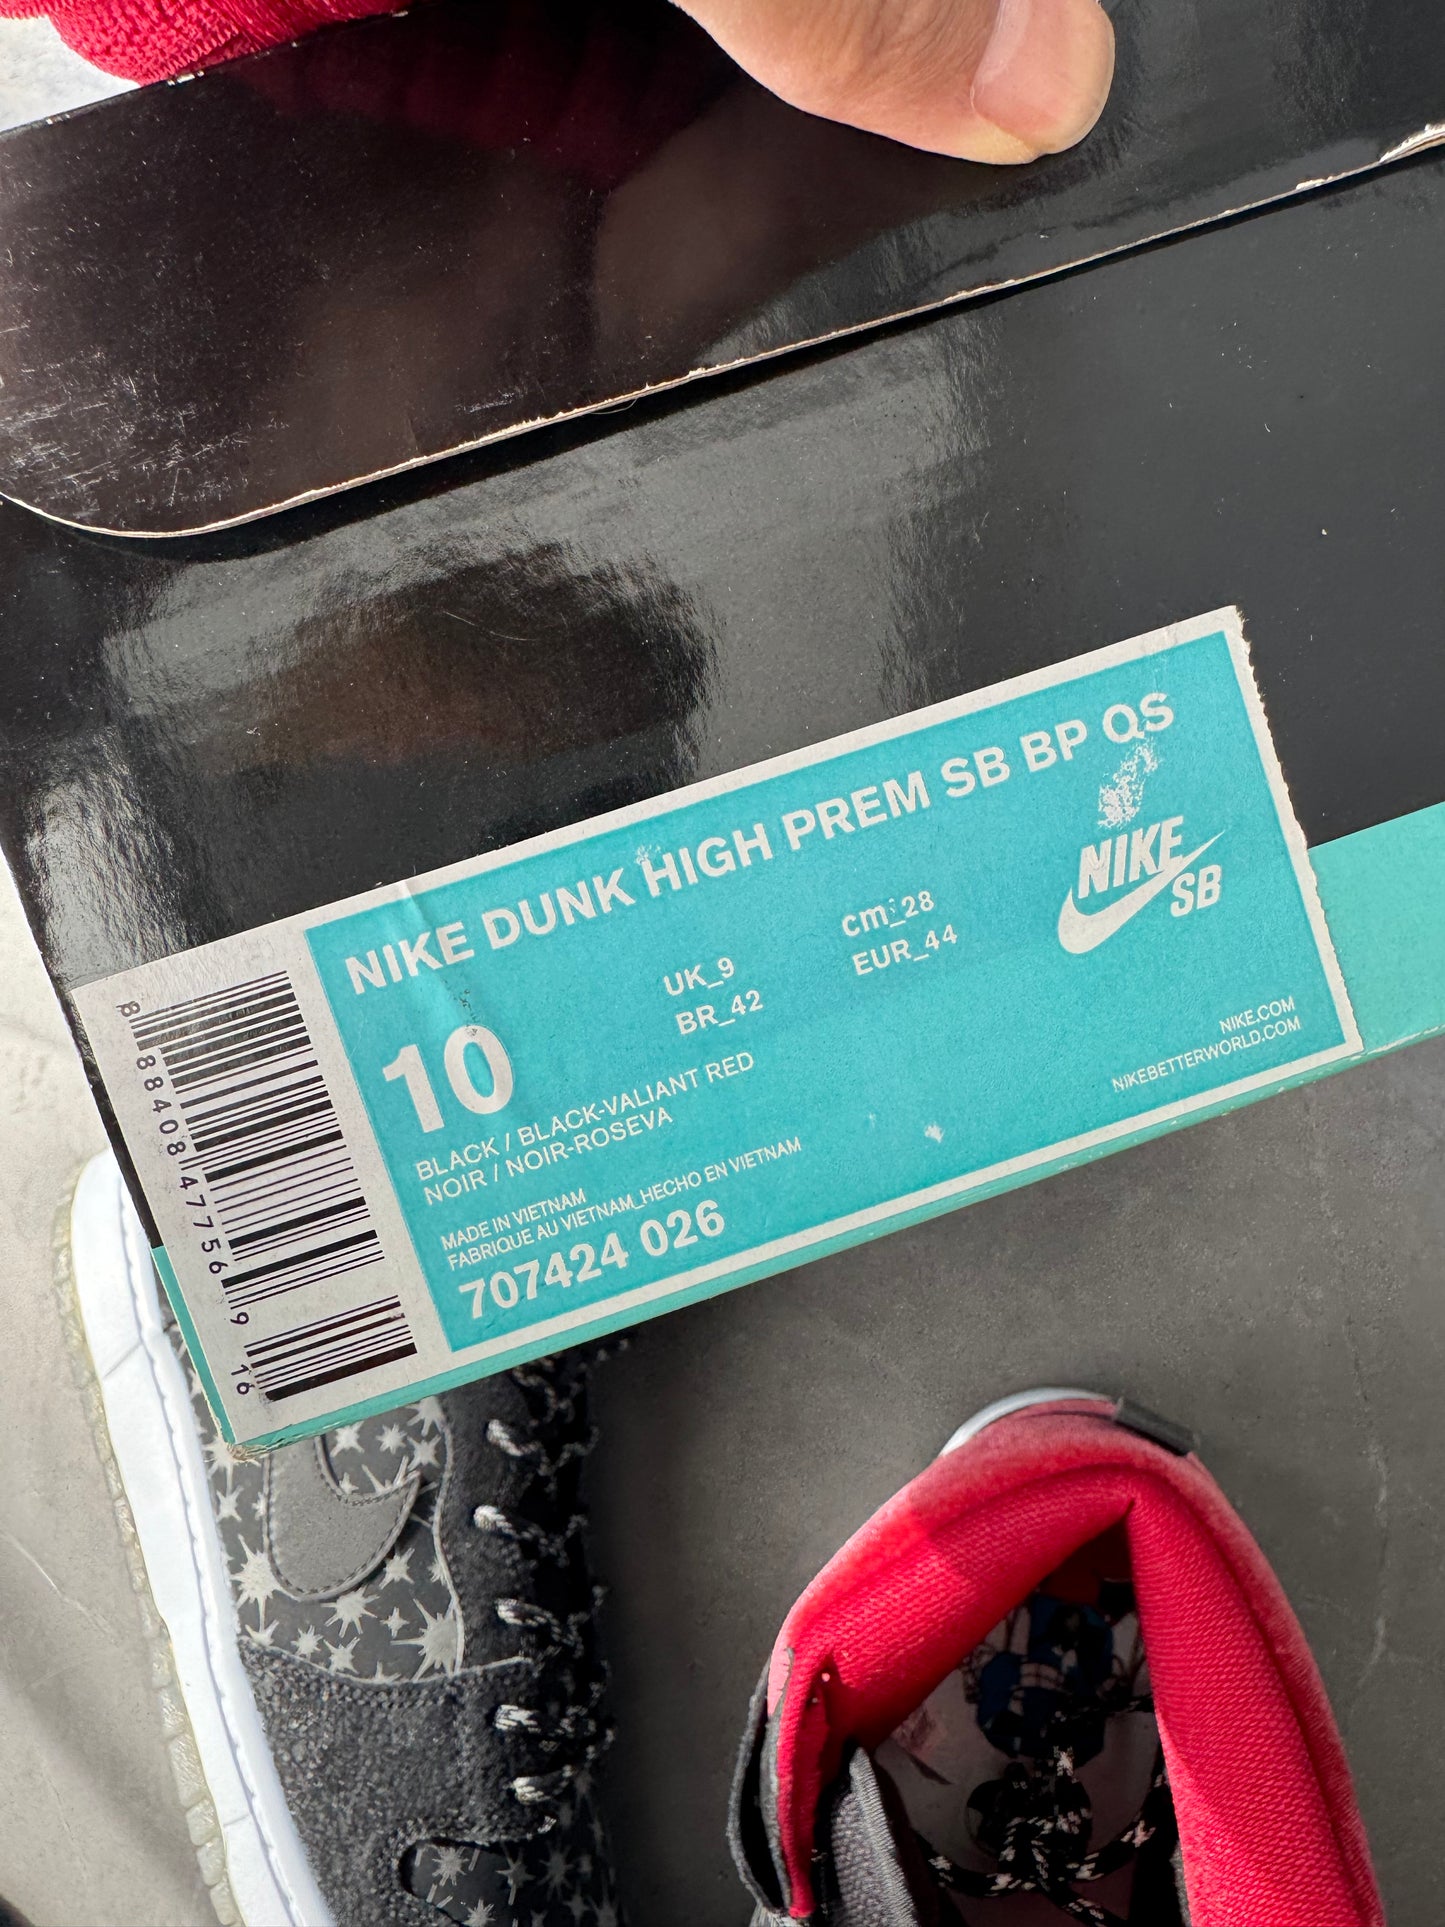 NIKE DUNK HIGH PREM SB BP QS
10
UK_9
BR_42
cm_28
EUR_44
NIKE
SB
BLACK / BLACK-VALIANT RED
NOIR / NOIR-ROSEVA
NIKE.COM
NIKEBETTERWORLD.COM
MADE IN VIETNAM
FABRIQUE AU VIETNAM_HECHO EN VIETNAM
707424 026
8 88408 47756 9 16